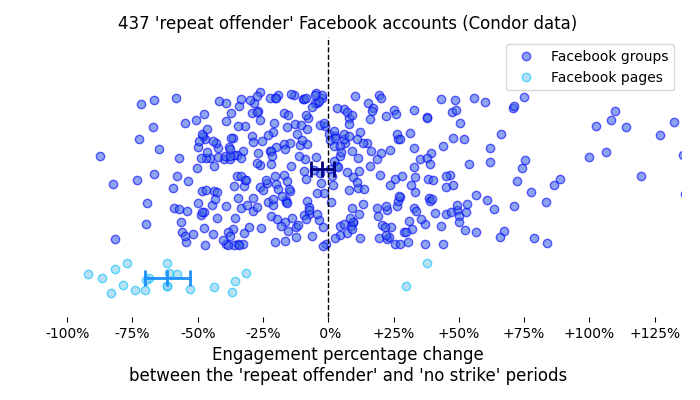 437 'repeat offender' Facebook accounts (Condor data)
Facebook groups
Facebook pages
-100% -75% -50% -25% 0% +25% +50% +75% +100% +125%
Engagement percentage change
between the 'repeat offender' and 'no strike' periods